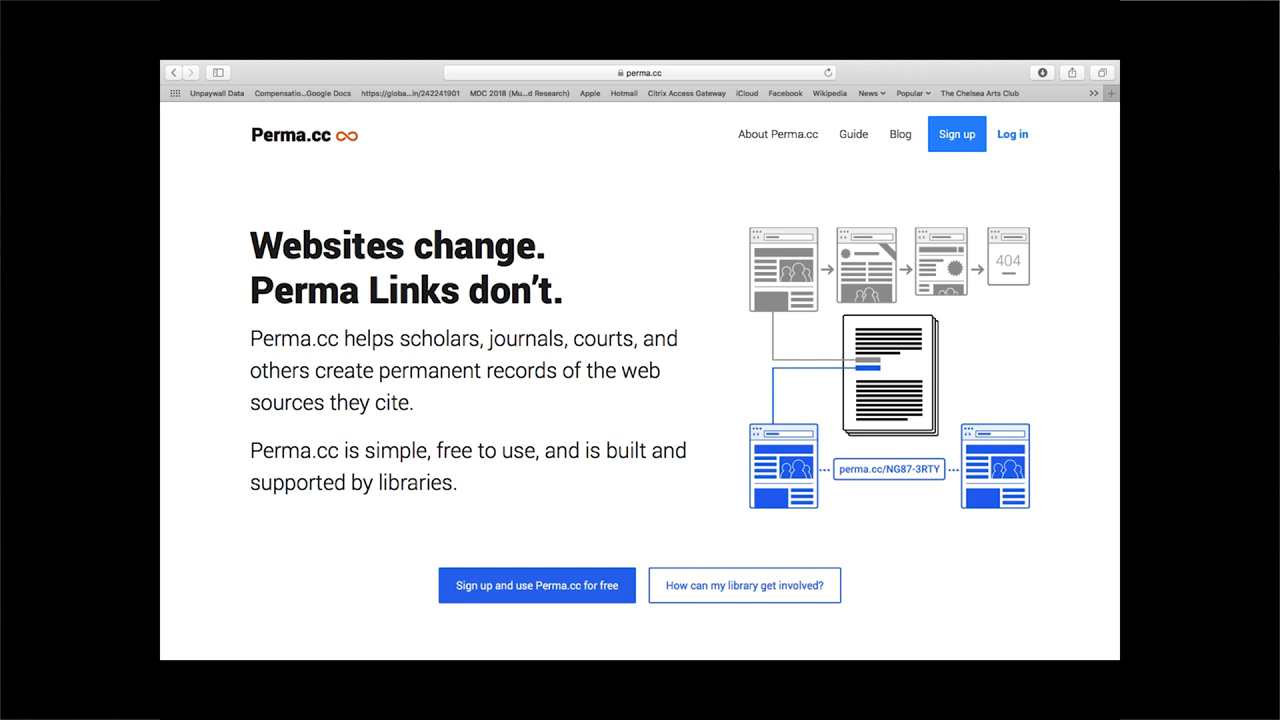 perma.cc
Unpaywall Data Compensatio...Google Docs https://globa...in/242241901 MDC 2018 (Mu...d Research) Apple Hotmail Citrix Access Gateway iCloud Facebook Wikipedia News Popular The Chelsea Arts Club
Perma.cc About Perma.cc Guide Blog Sign up Log in
Websites change.
Perma Links don't.
Perma.cc helps scholars, journals, courts, and
others create permanent records of the web
sources they cite.
Perma.cc is simple, free to use, and is built and
supported by libraries.
404
perma.cc/NG87-3RTY
Sign up and use Perma.cc for free How can my library get involved?